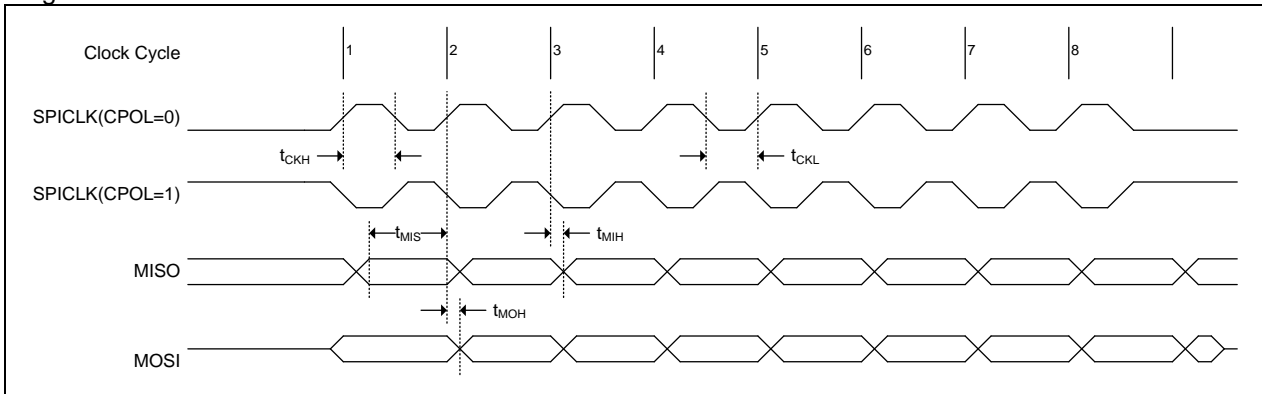 Clock Cycle
1 2 3 4 5 6 7 8
SPICLK(CPOL=0)
tCKH
tCKL
SPICLK(CPOL=1)
tMIS
tMIH
MISO
tMOH
MOSI